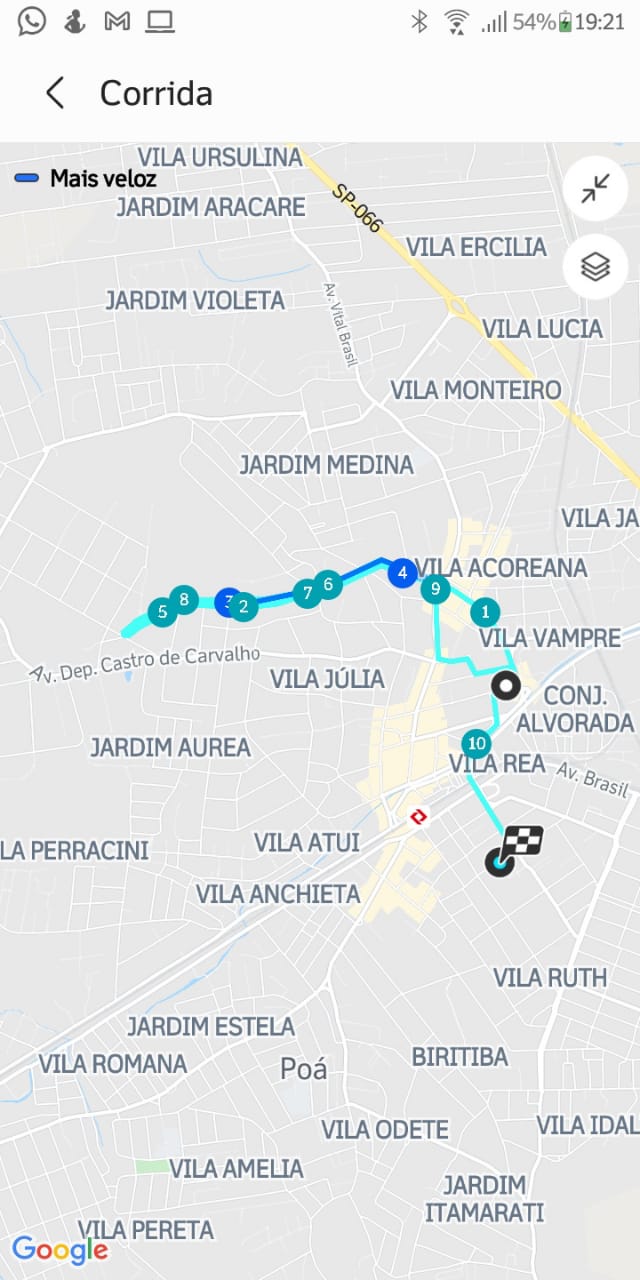 54% 19:21
Corrida
VILA URSULINA
Mais veloz
JARDIM ARACARE
SP-066
VILA ERCILIA
JARDIM VIOLETA
Av. Vital Brasil
VILA LUCIA
VILA MONTEIRO
JARDIM MEDINA
VILA JA
4
VILA ACOREANA
9
7
6
5
8
3
2
1
VILA VAMPRE
Av. Dep. Castro de Carvalho
VILA JÚLIA
CONJ.
ALVORADA
10
JARDIM AUREA
VILA REA
Av. Brasil
LA PERRACINI
VILA ATUI
VILA ANCHIETA
VILA RUTH
JARDIM ESTELA
VILA ROMANA
Poá
BIRITIBA
VILA ODETE
VILA IDAL
VILA AMELIA
JARDIM
ITAMARATI
VILA PERETA
Google